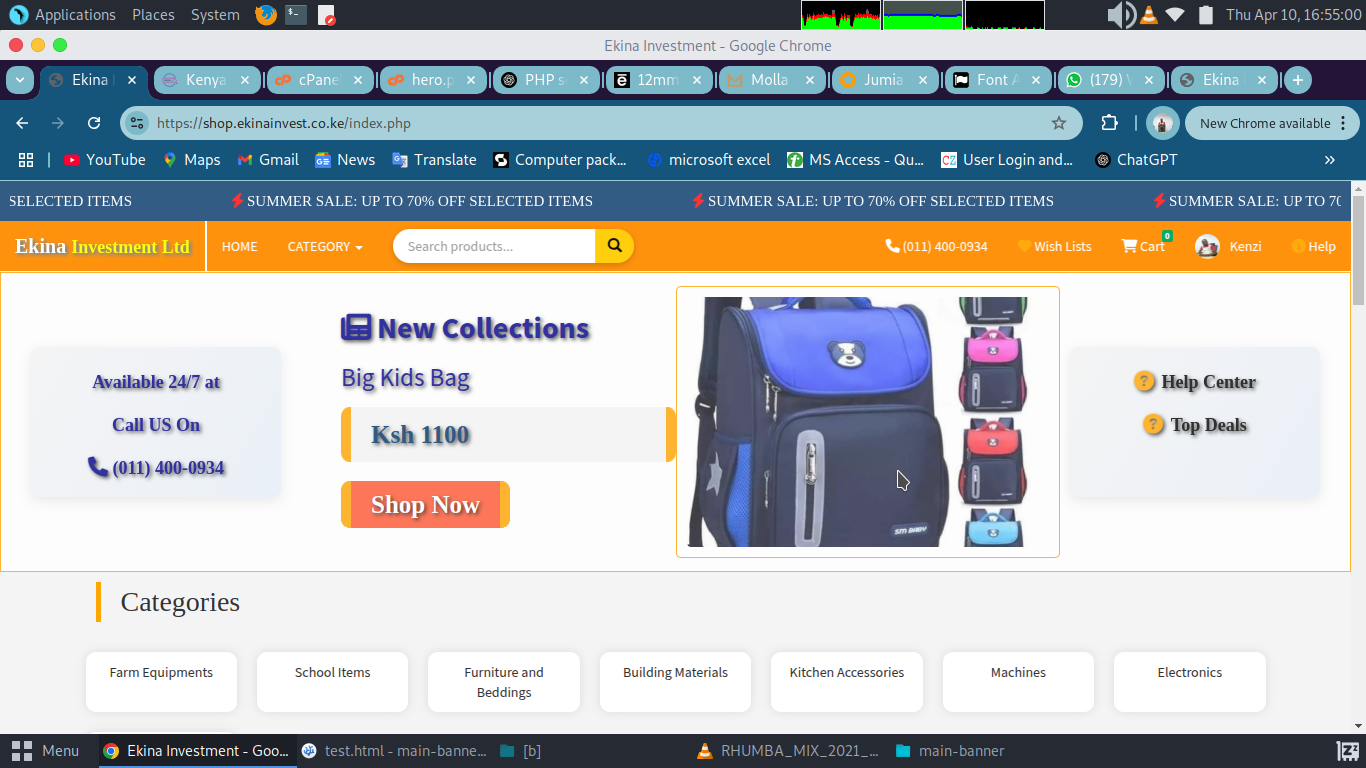 Applications Places System Thu Apr 10, 16:55:00
Ekina Investment - Google Chrome
Ekina Kenya cPane hero.p PHP s 12mm Molla Jumia Font A (179) Ekina
https://shop.ekinainvest.co.ke/index.php New Chrome available
YouTube Maps Gmail News Translate Computer pack... microsoft excel MS Access - Qu... User Login and... ChatGPT »
SELECTED ITEMS SUMMER SALE: UP TO 70% OFF SELECTED ITEMS SUMMER SALE: UP TO 70% OFF SELECTED ITEMS SUMMER SALE: UP TO
Ekina Investment Ltd HOME CATEGORY Search products... (011) 400-0934 Wish Lists Cart 0 Kenzi Help
New Collections
Big Kids Bag
Ksh 1100
Shop Now
Available 24/7 at
Call US On
(011) 400-0934
SM BABY
? Help Center
? Top Deals
Categories
Farm Equipments
School Items
Furniture and
Beddings
Building Materials
Kitchen Accessories
Machines
Electronics
Menu Ekina Investment - Goo... test.html - main-banne... [b] RHUMBA_MIX_2021_... main-banner